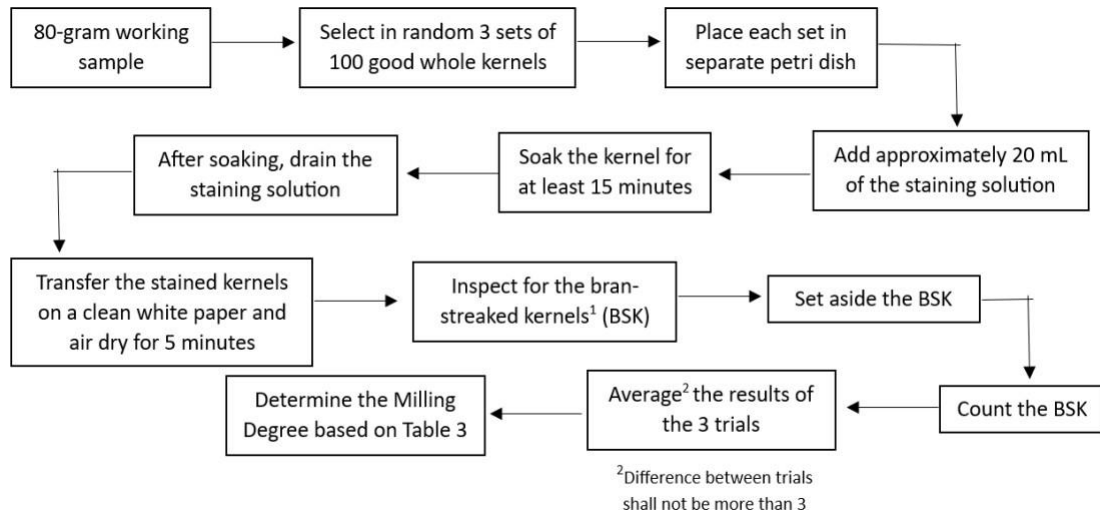 80-gram working
sample
Select in random 3 sets of
100 good whole kernels
Place each set in
separate petri dish
Add approximately 20 mL
of the staining solution
Soak the kernel for
at least 15 minutes
After soaking, drain the
staining solution
Transfer the stained kernels
on a clean white paper and
air dry for 5 minutes
Inspect for the bran-
streaked kernels¹ (BSK)
Set aside the BSK
Count the BSK
Average² the results of
the 3 trials
²Difference between trials
shall not be more than 3
Determine the Milling
Degree based on Table 3